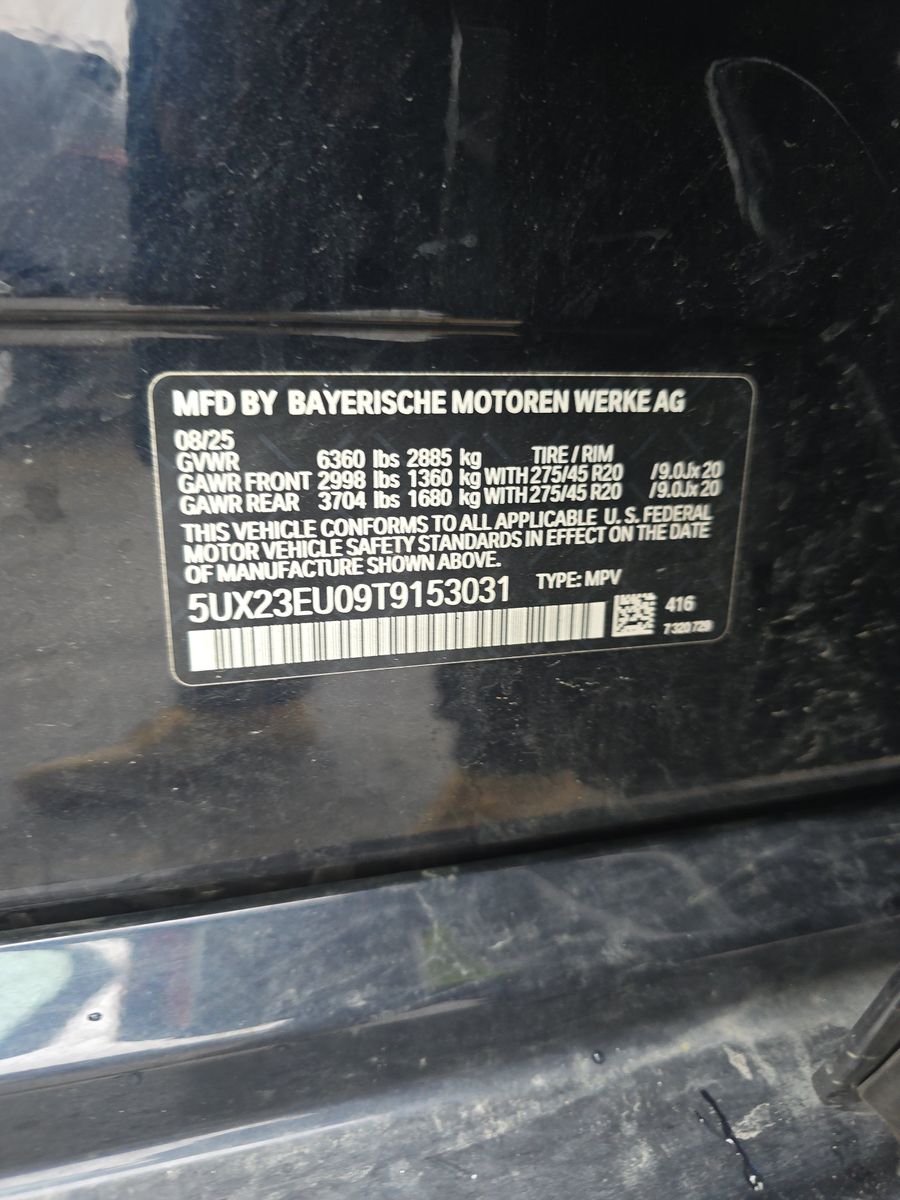 MFD BY BAYERISCHE MOTOREN WERKE AG
08/25
GVWR 6360 lbs 2885 kg TIRE / RIM
GAWR FRONT 2998 lbs 1360 kg WITH 275/45 R20 /9.0Jx20
GAWR REAR 3704 lbs 1680 kg WITH 275/45 R20 /9.0Jx20
THIS VEHICLE CONFORMS TO ALL APPLICABLE U.S. FEDERAL
MOTOR VEHICLE SAFETY STANDARDS IN EFFECT ON THE DATE
OF MANUFACTURE SHOWN ABOVE.
5UX23EU09T9153031 TYPE: MPV
416